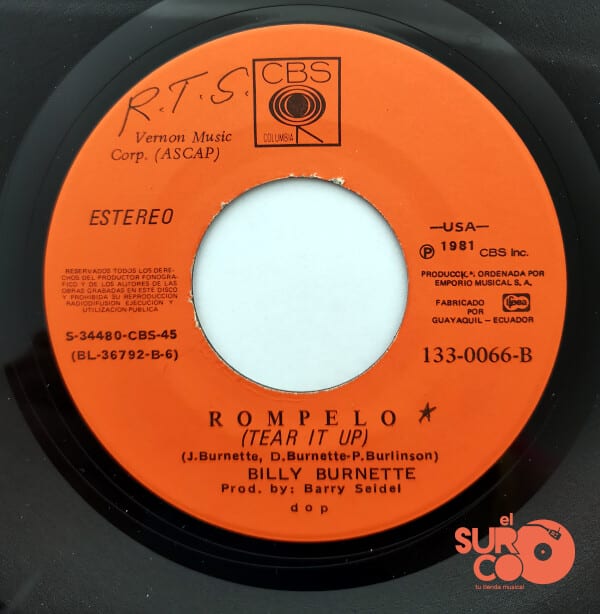 R.T.S.
CBS
COLUMBIA
Vernon Music
Corp. (ASCAP)
ESTEREO
RESERVADOS TODOS LOS DERE-
CHOS DEL PRODUCTOR FONOGRA-
FICO Y DE LOS AUTORES DE LAS
OBRAS GRABADAS EN ESTE DISCO
Y PROHIBIDA SU REPRODUCCION
RADIODIFUSION EJECUCION Y
UTILIZACION PUBLICA
S-34480-CBS-45
(BL-36792-B-6)
—USA—
℗ 1981 CBS Inc.
ORDENADA POR
EMPORIO MUSICAL S, A,
FABRICADO
POR
GUAYAQUIL - ECUADOR
133-0066-B
ROMPELO *
(TEAR IT UP)
(J.Burnette, D.Burnette-P.Burlinson)
BILLY BURNETTE
Prod. by: Barry Seidel
dop
el
SURCO
tu tienda musical